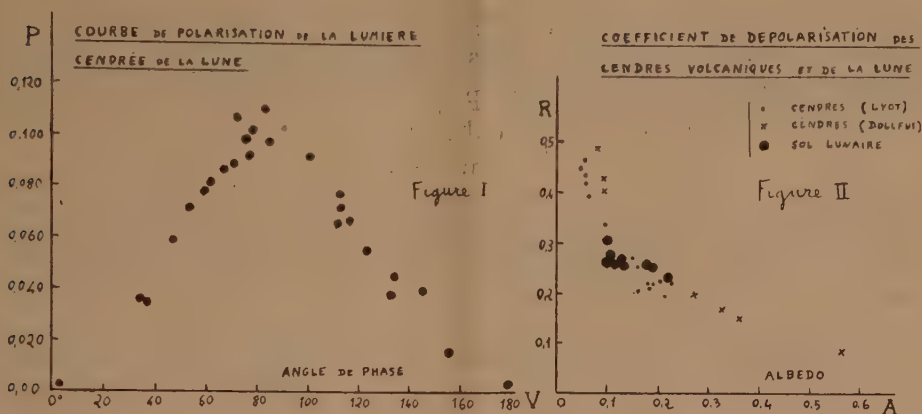 P
COURBE DE POLARISATION DE LA LUMIERE
CENDRÉE DE LA LUNE
0,120
0,100
0,080
0,060
0,040
0,020
0,00
0°
20
40
60
80
100
120
140
160
180
V
ANGLE DE PHASE
Figure I
COEFFICIENT DE DEPOLARISATION DES
CENDRES VOLCANIQUES ET DE LA LUNE
R
• CENDRES (LYOT)
x CENDRES (DOLLFUS)
● SOL LUNAIRE
Figure II
0,5
0,4
0,3
0,2
0,1
0
0,1
0,2
0,3
0.4
0.5
0.6
A
ALBEDO